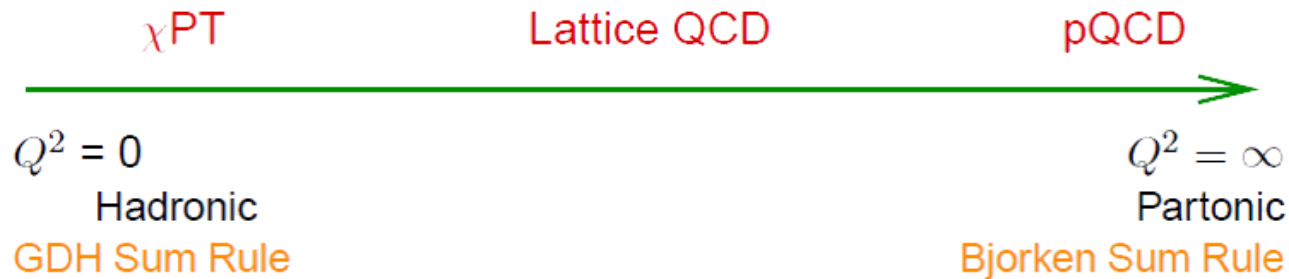 χPT Lattice QCD pQCD
Q² = 0 Q² = ∞
Hadronic Partonic
GDH Sum Rule Bjorken Sum Rule